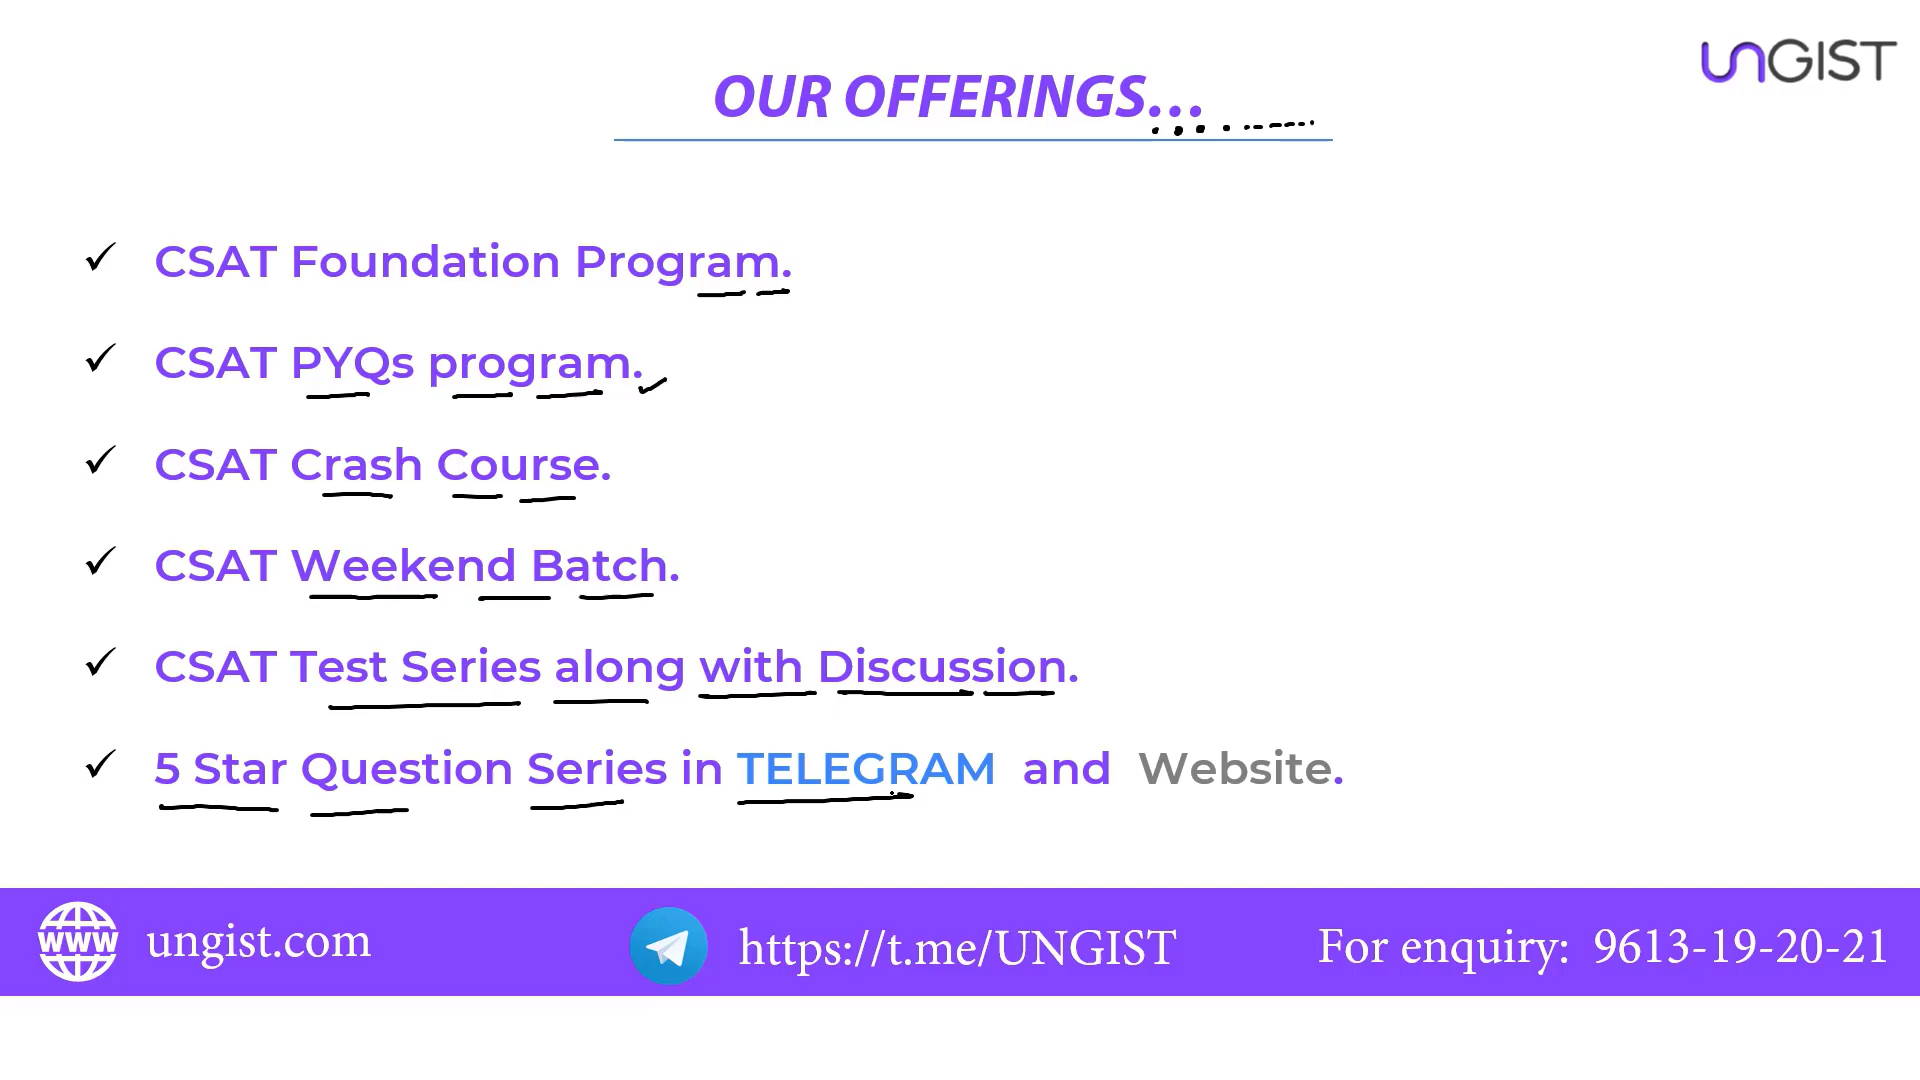 UNGIST
OUR OFFERINGS...
✓ CSAT Foundation Program.
✓ CSAT PYQs program.
✓ CSAT Crash Course.
✓ CSAT Weekend Batch.
✓ CSAT Test Series along with Discussion.
✓ 5 Star Question Series in TELEGRAM and Website.
www ungist.com
https://t.me/UNGIST
For enquiry: 9613-19-20-21